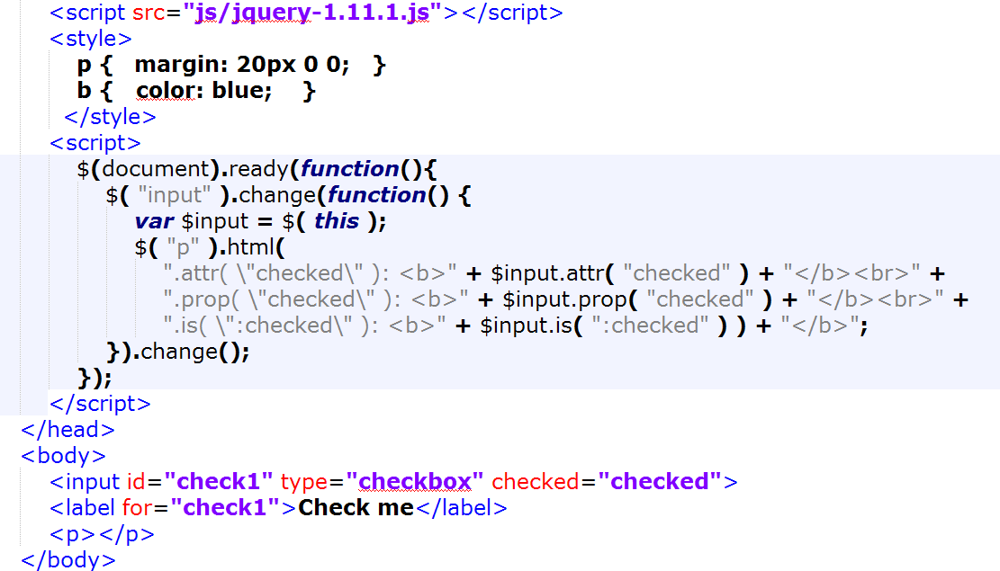 <script src="js/jquery-1.11.1.js"></script>
<style>
p { margin: 20px 0 0; }
b { color: blue; }
</style>
<script>
$(document).ready(function(){
$( "input" ).change(function() {
var $input = $( this );
$( "p" ).html(
".attr( \"checked\" ): <b>" + $input.attr( "checked" ) + "</b><br>" +
".prop( \"checked\" ): <b>" + $input.prop( "checked" ) + "</b><br>" +
".is( \":checked\" ): <b>" + $input.is( ":checked" ) ) + "</b>";
}).change();
});
</script>
</head>
<body>
<input id="check1" type="checkbox" checked="checked">
<label for="check1">Check me</label>
<p></p>
</body>